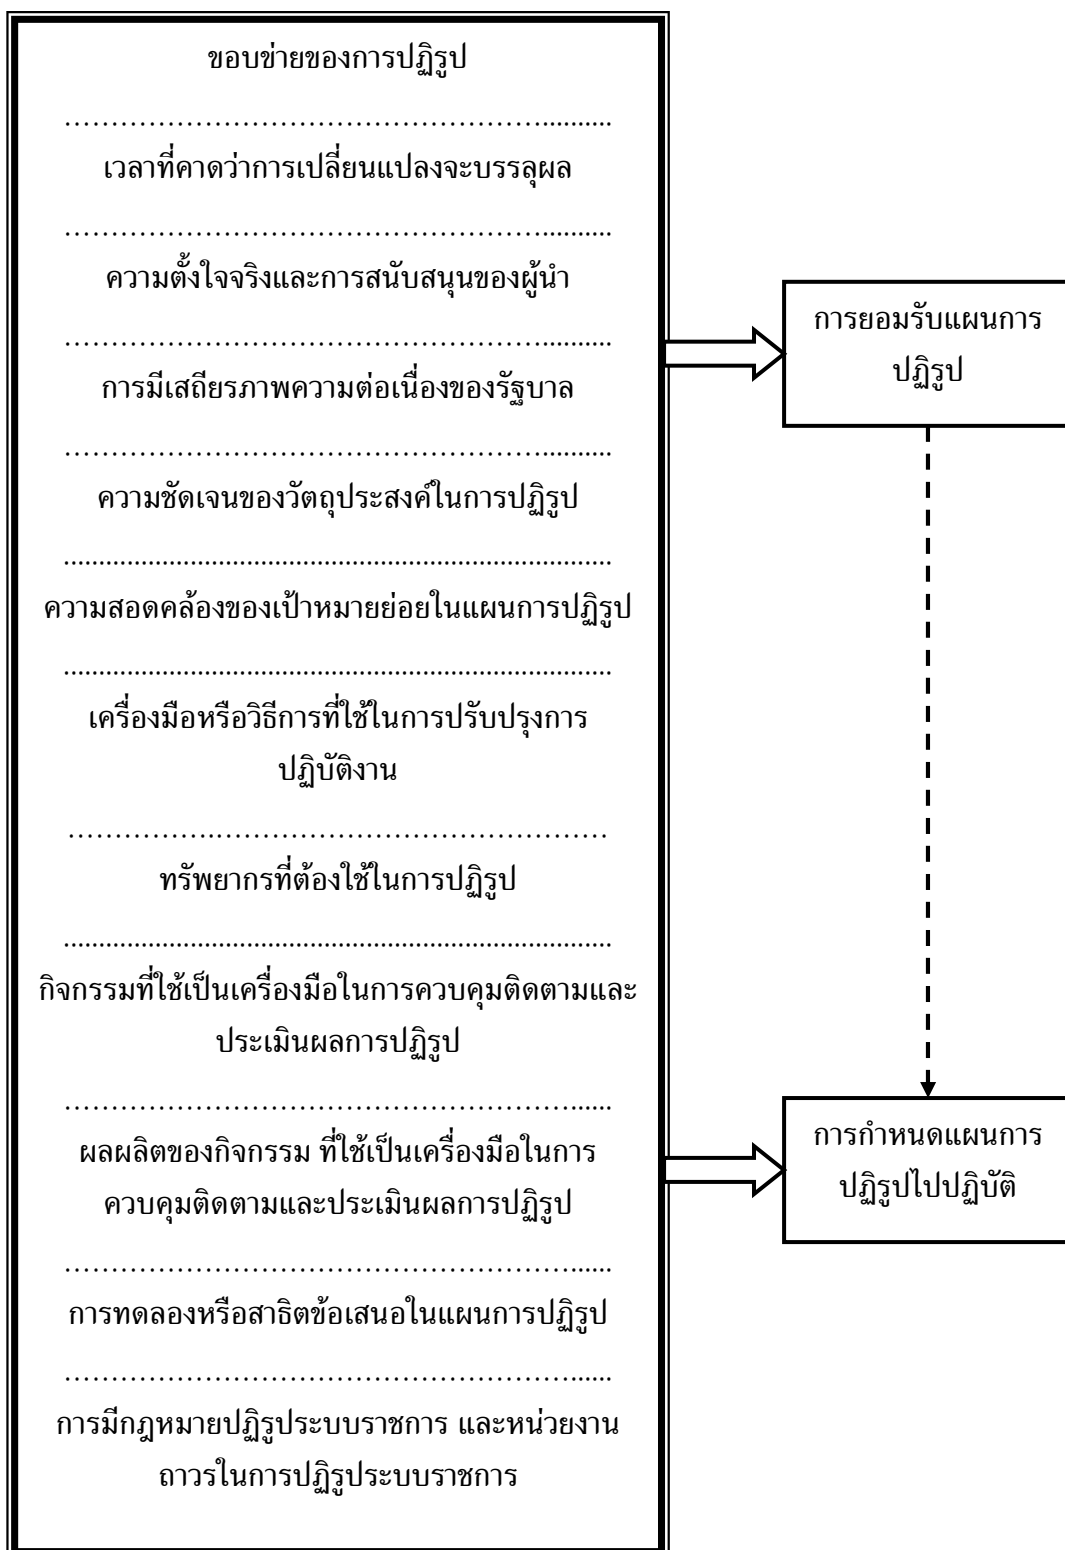 ขอบข่ายของการปฏิรูป
……………………………………………..........
เวลาที่คาดว่าการเปลี่ยนแปลงจะบรรลุผล
……………………………………………..........
ความตั้งใจจริงและการสนับสนุนของผู้นำ
……………………………………………..........
การมีเสถียรภาพความต่อเนื่องของรัฐบาล
……………………………………………..........
ความชัดเจนของวัตถุประสงค์ในการปฏิรูป
..............................................................................
ความสอดคล้องของเป้าหมายย่อยในแผนการปฏิรูป
..............................................................................
เครื่องมือหรือวิธีการที่ใช้ในการปรับปรุงการ
ปฏิบัติงาน
……………..……………………………………
ทรัพยากรที่ต้องใช้ในการปฏิรูป
..............................................................................
กิจกรรมที่ใช้เป็นเครื่องมือในการควบคุมติดตามและ
ประเมินผลการปฏิรูป
………………………………………………......
ผลผลิตของกิจกรรม ที่ใช้เป็นเครื่องมือในการ
ควบคุมติดตามและประเมินผลการปฏิรูป
………………………………………………......
การทดลองหรือสาธิตข้อเสนอในแผนการปฏิรูป
………………………………………………......
การมีกฎหมายปฏิรูประบบราชการ และหน่วยงาน
ถาวรในการปฏิรูประบบราชการ
การยอมรับแผนการ
ปฏิรูป
การกำหนดแผนการ
ปฏิรูปไปปฏิบัติ